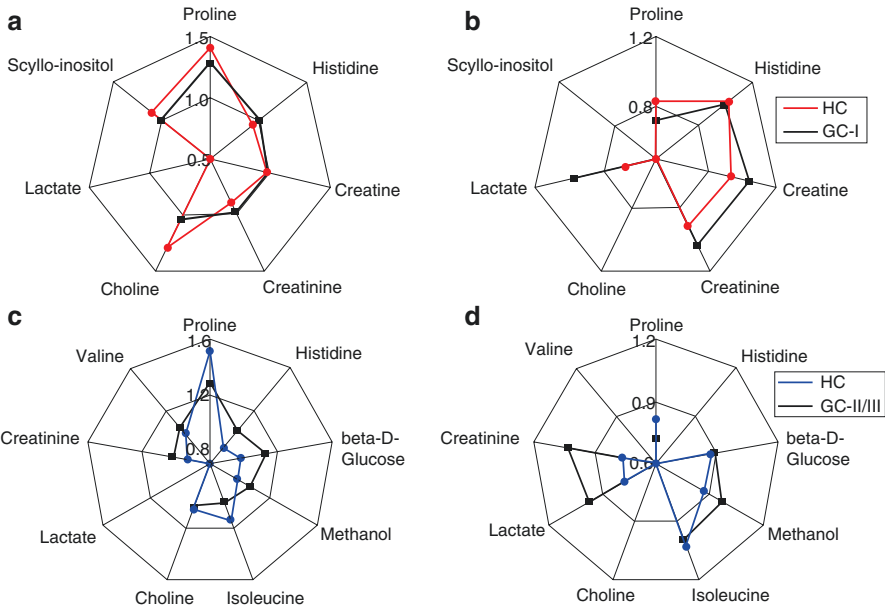 a
Proline
1.5
Scyllo-inositol
Histidine
1.0
0.5
Lactate
Creatine
Choline
Creatinine
b
Proline
1.2
Scyllo-inositol
Histidine
0.8
HC
GC-I
Lactate
Creatine
Choline
Creatinine
c
Proline
1.6
Valine
Histidine
1.2
Creatinine
beta-D-
Glucose
0.8
Lactate
Methanol
Choline
Isoleucine
d
Proline
1.2
Valine
Histidine
0.9
HC
GC-II/III
Creatinine
beta-D-
Glucose
0.6
Lactate
Methanol
Choline
Isoleucine